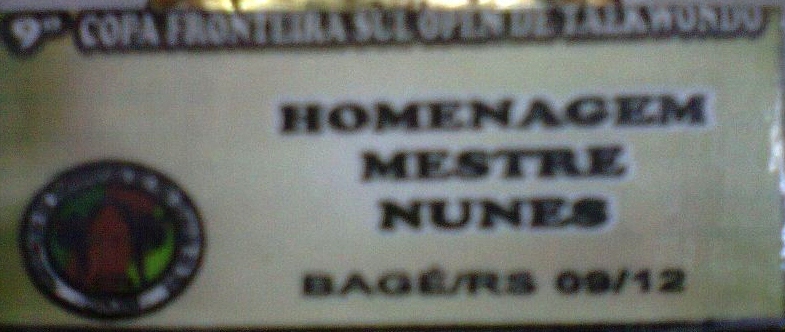 9ª COPA FRONTEIRA SUL OPEN DE TAEKWONDO
HOMENAGEM
MESTRE
NUNES
BAGÉ/RS 09/12